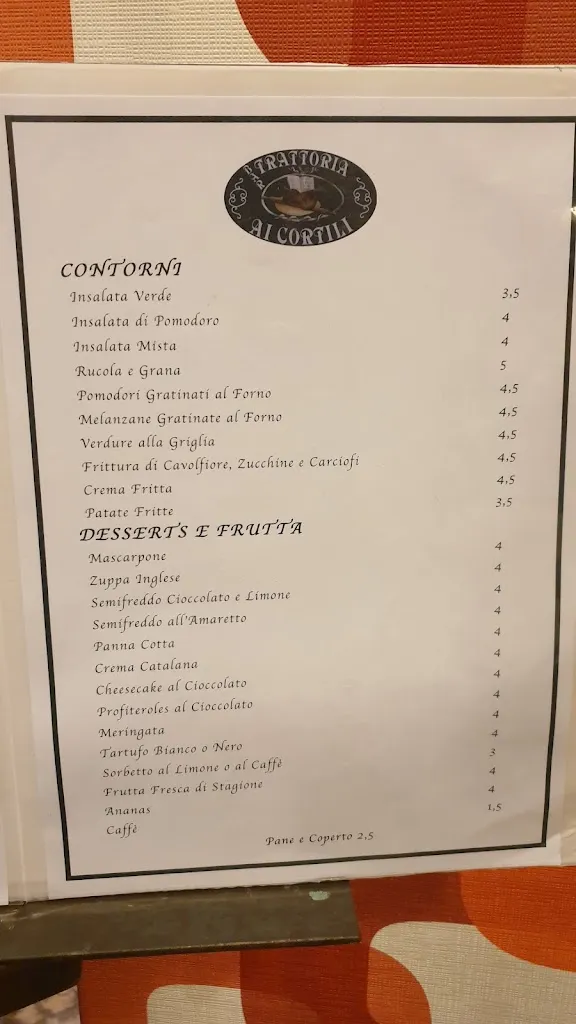 BAR TRATTORIA
AI CORTILI
CONTORNI
Insalata Verde 3,5
Insalata di Pomodoro 4
Insalata Mista 4
Rucola e Grana 5
Pomodori Gratinati al Forno 4,5
Melanzane Gratinate al Forno 4,5
Verdure alla Griglia 4,5
Frittura di Cavolfiore, Zucchine e Carciofi 4,5
Crema Fritta 4,5
Patate Fritte 3,5
DESSERTS E FRUTTA
Mascarpone 4
Zuppa Inglese 4
Semifreddo Cioccolato e Limone 4
Semifreddo all'Amaretto 4
Panna Cotta 4
Crema Catalana 4
Cheesecake al Cioccolato 4
Profiteroles al Cioccolato 4
Meringata 4
Tartufo Bianco o Nero 4
Sorbetto al Limone o al Caffè 3
Frutta Fresca di Stagione 4
Ananas 4
Caffè 1,5
Pane e Coperto 2,5